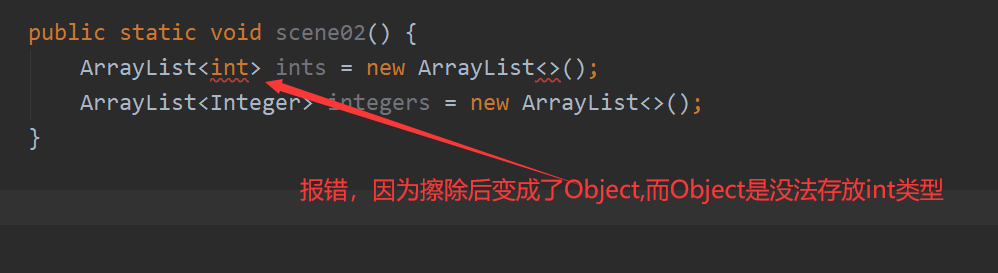 public static void scene02() {
ArrayList<int> ints = new ArrayList<>();
ArrayList<Integer> integers = new ArrayList<>();
}
报错，因为擦除后变成了Object,而Object是没法存放int类型